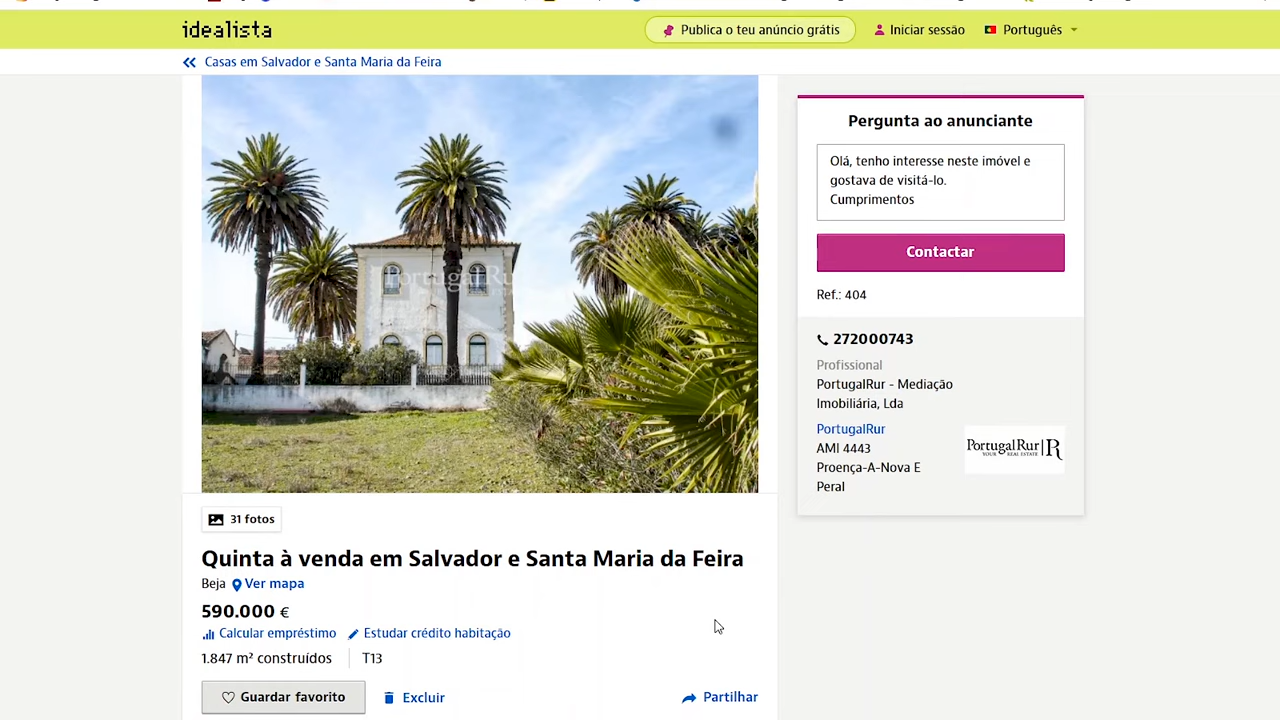 idealista
Publica o teu anúncio grátis
Iniciar sessão
Português
Casas em Salvador e Santa Maria da Feira
PortugalRur
31 fotos
Quinta à venda em Salvador e Santa Maria da Feira
Beja Ver mapa
590.000 €
Calcular empréstimo Estudar crédito habitação
1.847 m² construídos T13
Guardar favorito Excluir Partilhar
Pergunta ao anunciante
Olá, tenho interesse neste imóvel e
gostava de visitá-lo.
Cumprimentos
Contactar
Ref.: 404
272000743
Profissional
PortugalRur - Mediação
Imobiliária, Lda
PortugalRur
AMI 4443
Proença-A-Nova E
Peral
PortugalRur R
YOUR REAL ESTATE